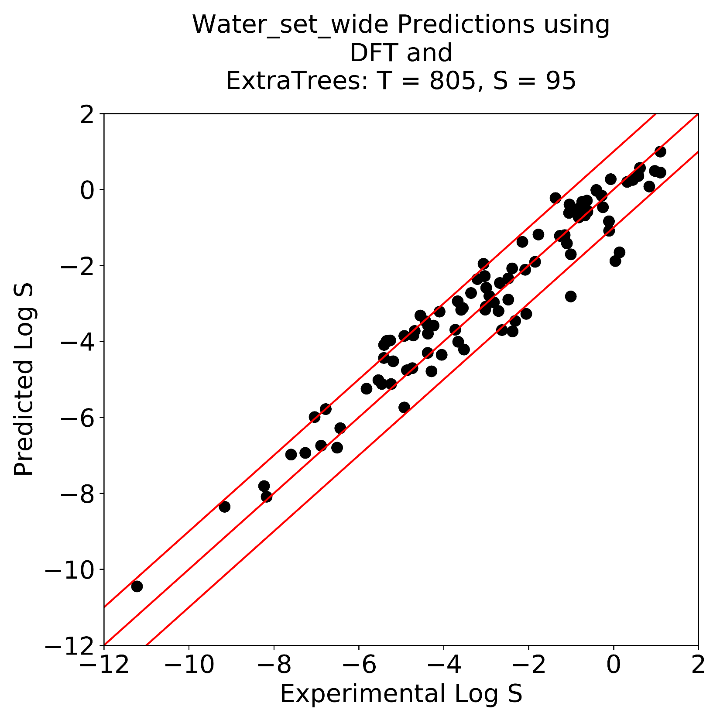 Water_set_wide Predictions using
DFT and
ExtraTrees: T = 805, S = 95
2
0
−2
−4
−6
−8
−10
−12
Predicted Log S
−12 −10 −8 −6 −4 −2 0 2
Experimental Log S